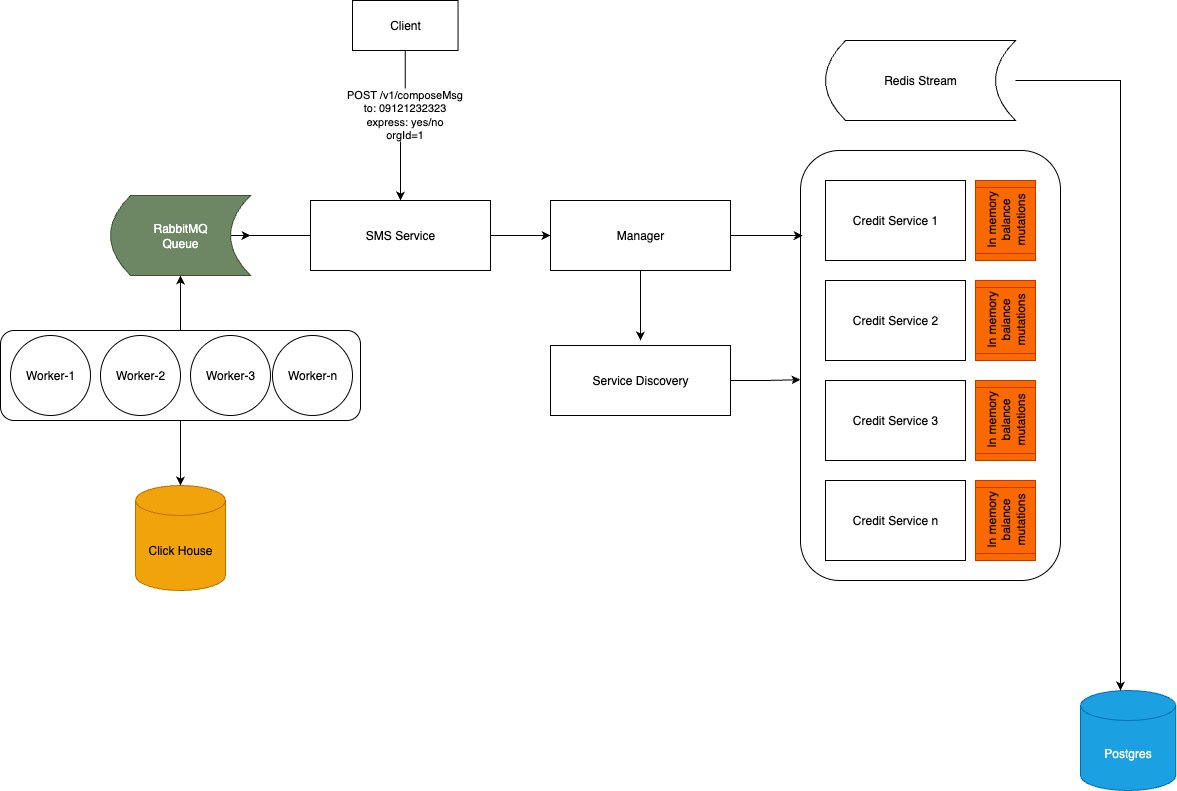 Client
POST /v1/composeMsg
to: 09121232323
express: yes/no
orgId=1
Redis Stream
RabbitMQ
Queue
SMS Service
Manager
Credit Service 1
In memory
balance
mutations
Credit Service 2
In memory
balance
mutations
Worker-1
Worker-2
Worker-3
Worker-n
Service Discovery
Credit Service 3
In memory
balance
mutations
Credit Service n
In memory
balance
mutations
Click House
Postgres